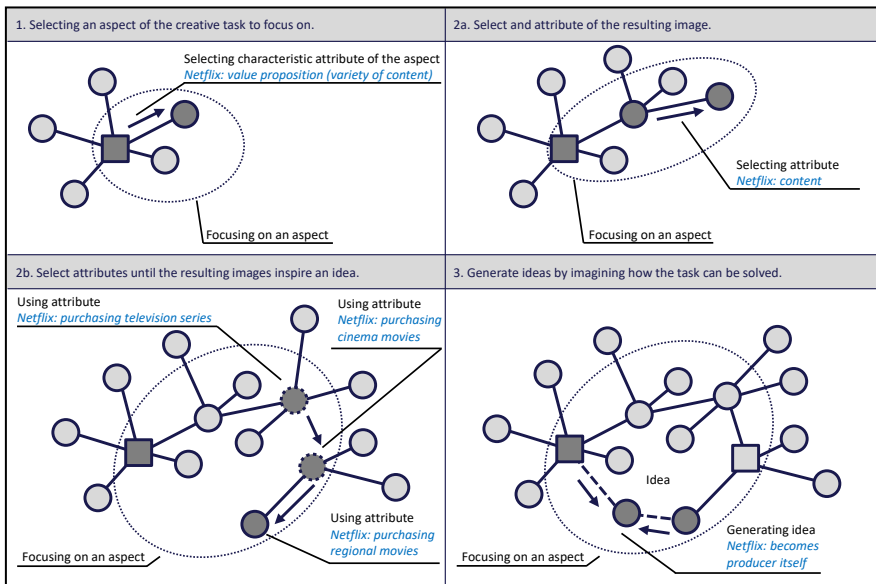 1. Selecting an aspect of the creative task to focus on.
Selecting characteristic attribute of the aspect
Netflix: value proposition (variety of content)
Focusing on an aspect
2a. Select and attribute of the resulting image.
Selecting attribute
Netflix: content
Focusing on an aspect
2b. Select attributes until the resulting images inspire an idea.
Using attribute
Netflix: purchasing television series
Using attribute
Netflix: purchasing
cinema movies
Using attribute
Netflix: purchasing
regional movies
Focusing on an aspect
3. Generate ideas by imagining how the task can be solved.
Idea
Generating idea
Netflix: becomes
producer itself
Focusing on an aspect